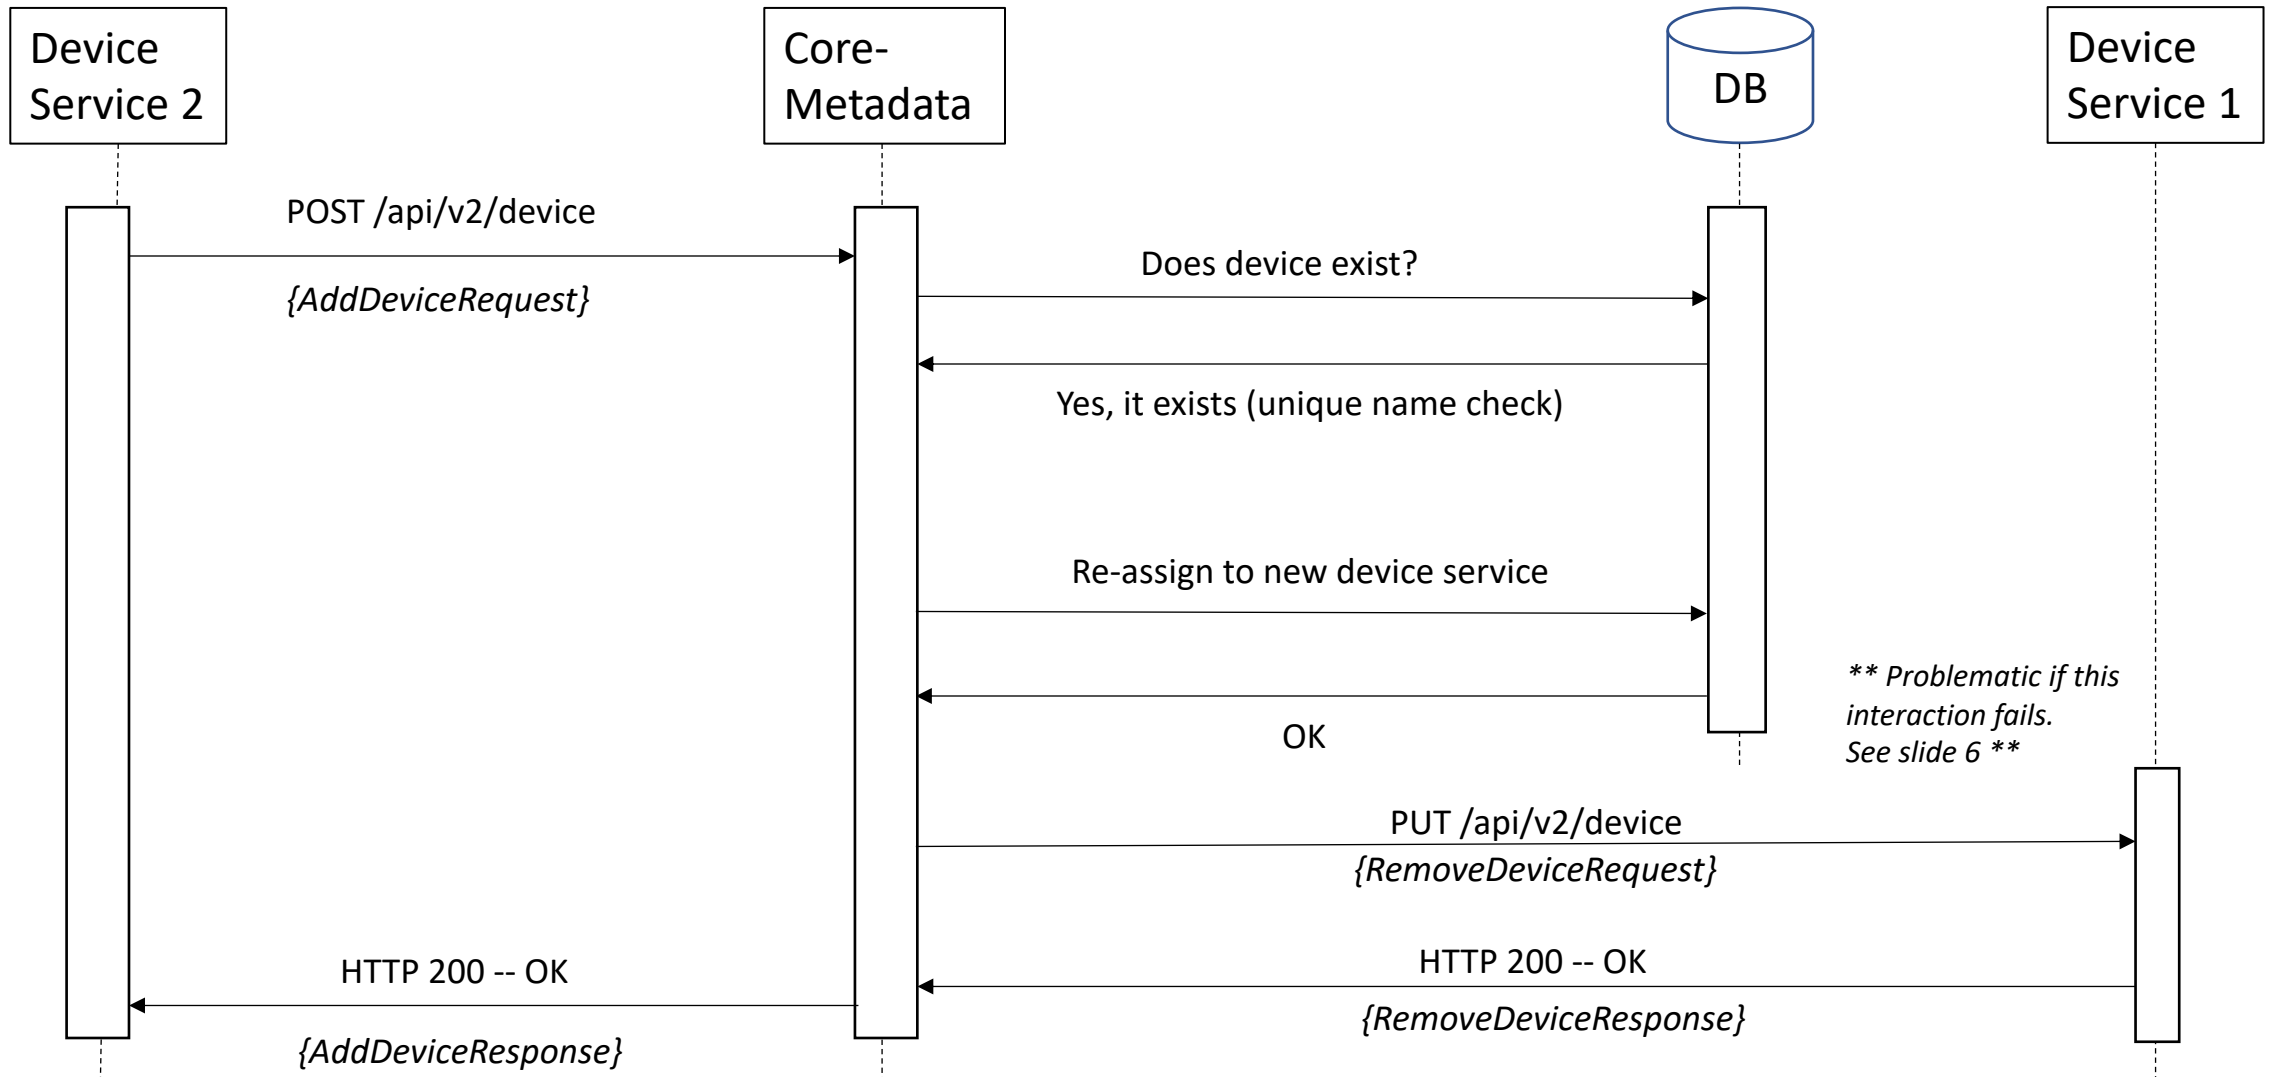 Device
Service 2
Core-
Metadata
DB
Device
Service 1
POST /api/v2/device
{AddDeviceRequest}
Does device exist?
Yes, it exists (unique name check)
Re-assign to new device service
OK
** Problematic if this
interaction fails.
See slide 6 **
PUT /api/v2/device
{RemoveDeviceRequest}
HTTP 200 -- OK
{RemoveDeviceResponse}
HTTP 200 -- OK
{AddDeviceResponse}